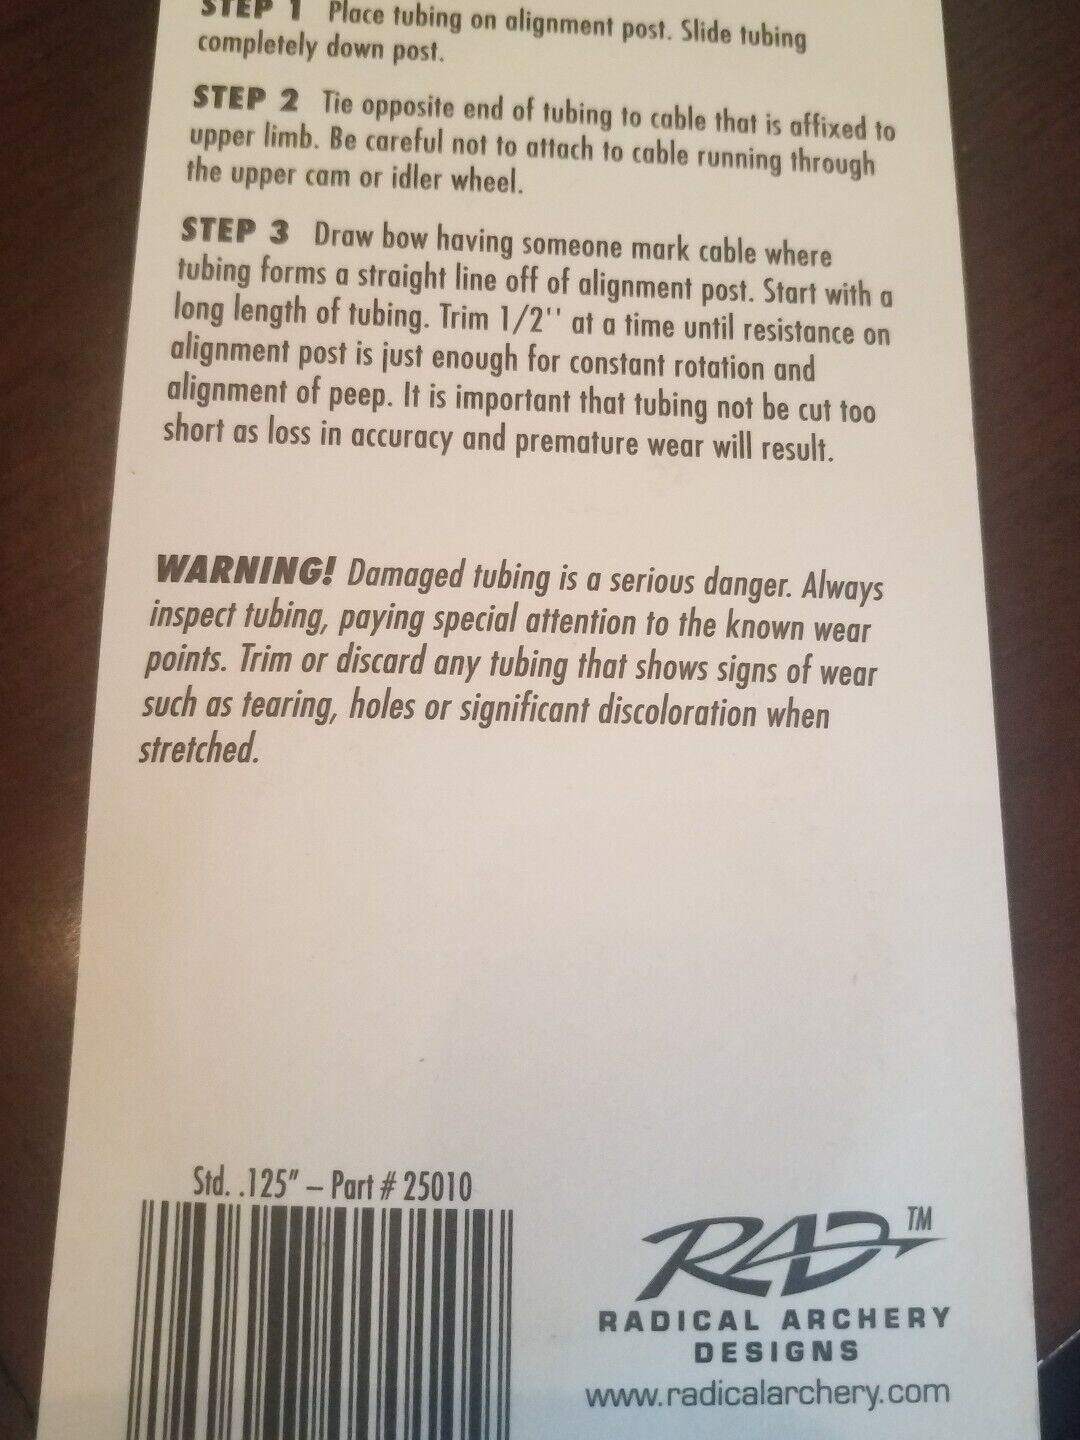 STEP 1 Place tubing on alignment post. Slide tubing
completely down post.
STEP 2 Tie opposite end of tubing to cable that is affixed to
upper limb. Be careful not to attach to cable running through
the upper cam or idler wheel.
STEP 3 Draw bow having someone mark cable where
tubing forms a straight line off of alignment post. Start with a
long length of tubing. Trim 1/2'' at a time until resistance on
alignment post is just enough for constant rotation and
alignment of peep. It is important that tubing not be cut too
short as loss in accuracy and premature wear will result.
WARNING! Damaged tubing is a serious danger. Always
inspect tubing, paying special attention to the known wear
points. Trim or discard any tubing that shows signs of wear
such as tearing, holes or significant discoloration when
stretched.
Std. .125" – Part # 25010
RAD™
RADICAL ARCHERY
DESIGNS
www.radicalarchery.com